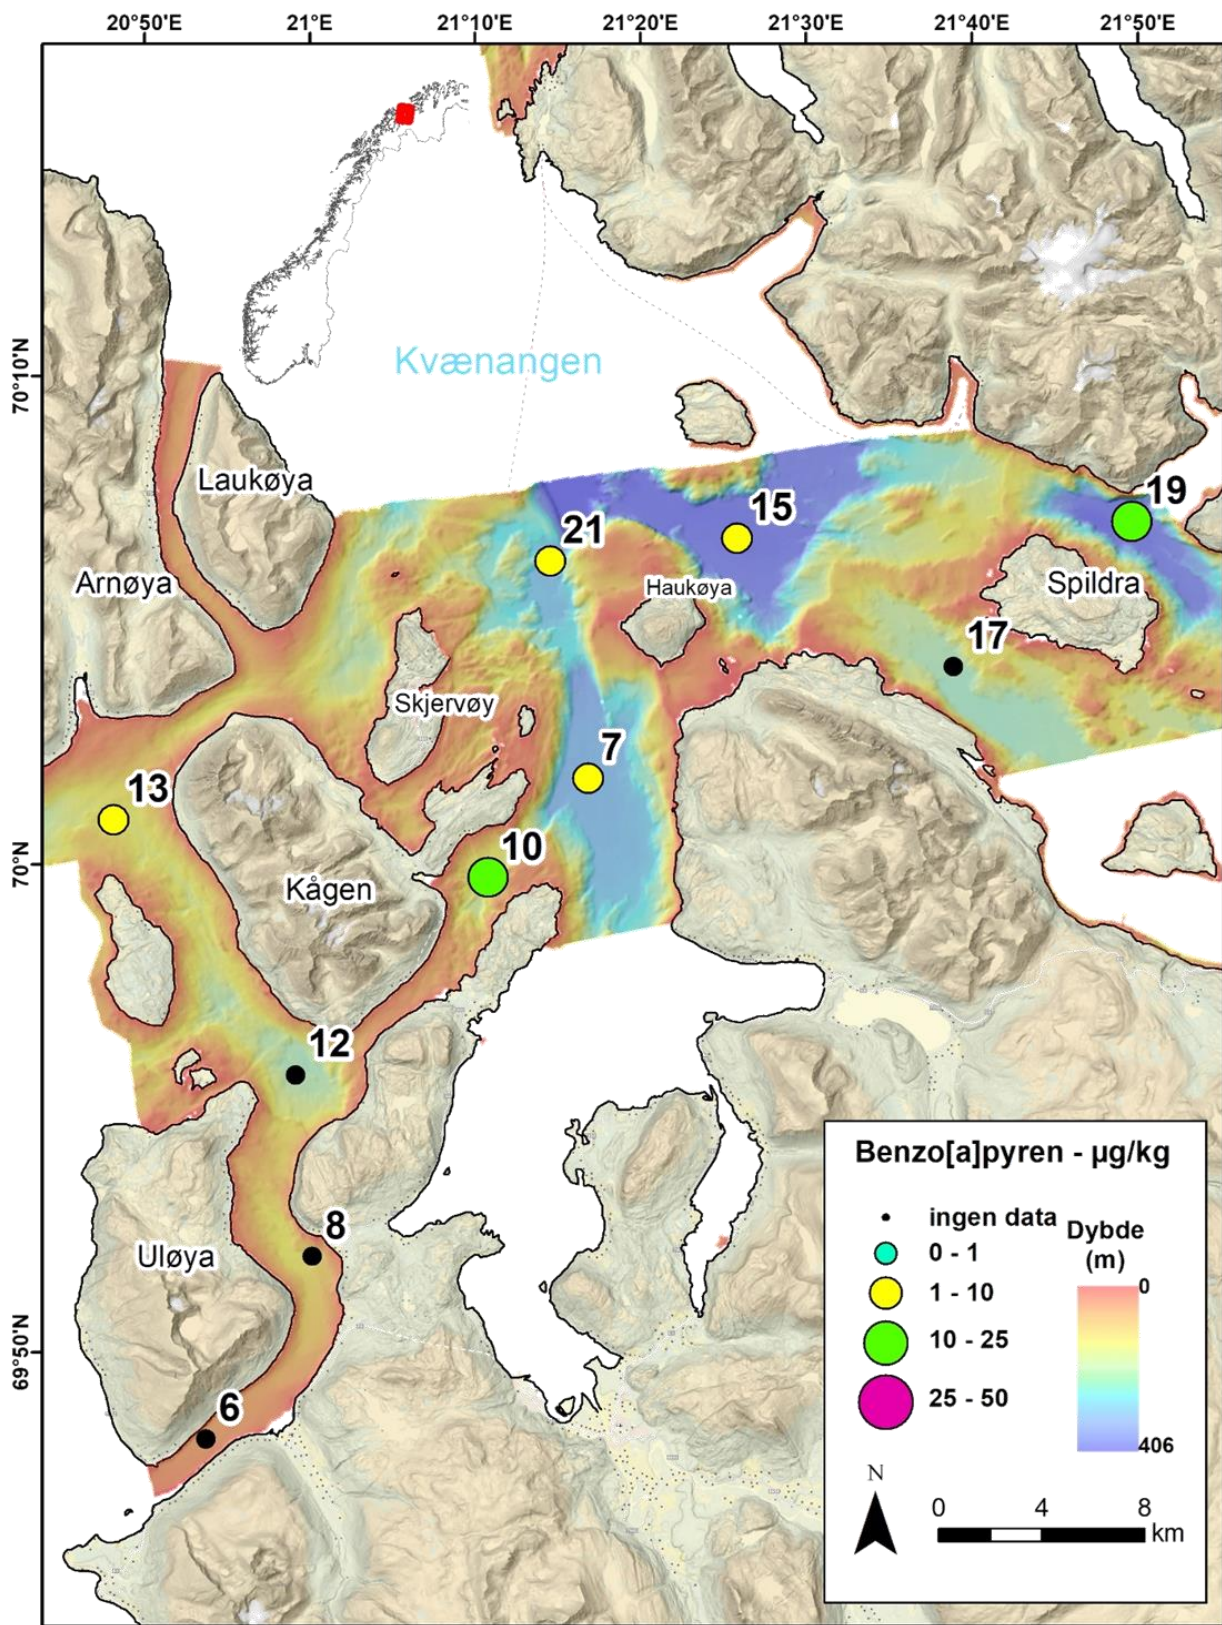 20°50'E 21°E 21°10'E 21°20'E 21°30'E 21°40'E 21°50'E
70°10'N
Kvænangen
Laukøya
19
15
21
Arnøya
Haukøya
Spildra
17
Skjervøy
7
13
10
70°N
Kågen
12
8
Uløya
69°50'N
6
Benzo[a]pyren - µg/kg
ingen data
0 - 1
1 - 10
10 - 25
25 - 50
Dybde
(m)
0
406
N
0 4 8
km